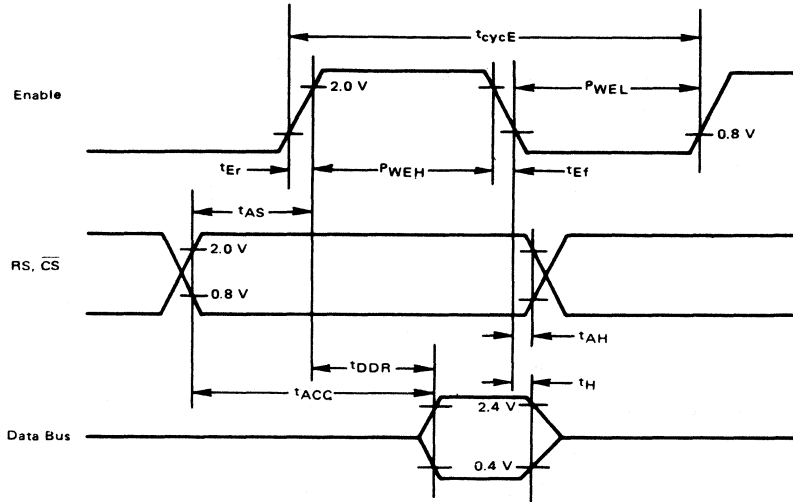 tcycE
Enable
2.0 V
PWEL
0.8 V
tEr
PWEH
tEf
tAS
RS, C̅S̅
2.0 V
0.8 V
tAH
tDDR
tH
tACC
2.4 V
Data Bus
0.4 V